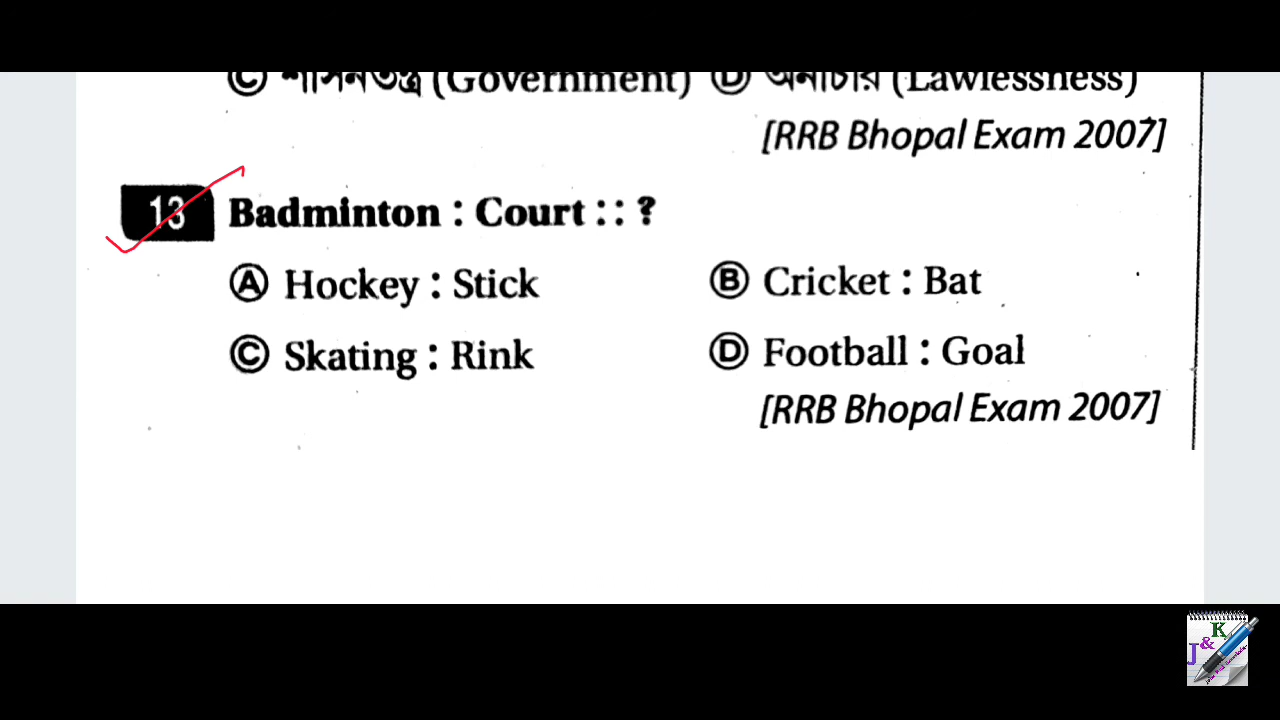 Ⓒ শাসনতন্ত্র (Government) Ⓓ অনাচার (Lawlessness)
[RRB Bhopal Exam 2007]
13 Badminton : Court : : ?
Ⓐ Hockey : Stick Ⓑ Cricket : Bat
Ⓒ Skating : Rink Ⓓ Football : Goal
[RRB Bhopal Exam 2007]
J&K